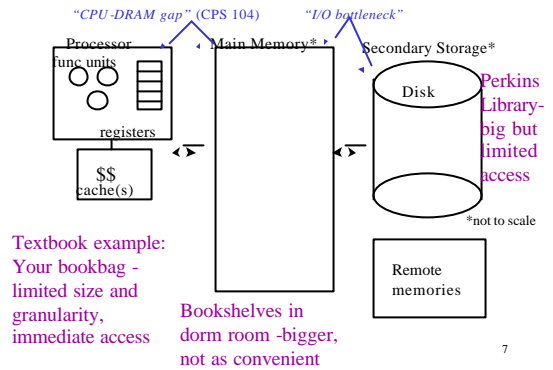 “CPU-DRAM gap” (CPS 104)
“I/O bottleneck”
Processor
func units
registers
$$
cache(s)
Main Memory*
Secondary Storage*
Disk
Perkins
Library-
big but
limited
access
*not to scale
Remote
memories
Textbook example:
Your bookbag -
limited size and
granularity,
immediate access
Bookshelves in
dorm room -bigger,
not as convenient
7